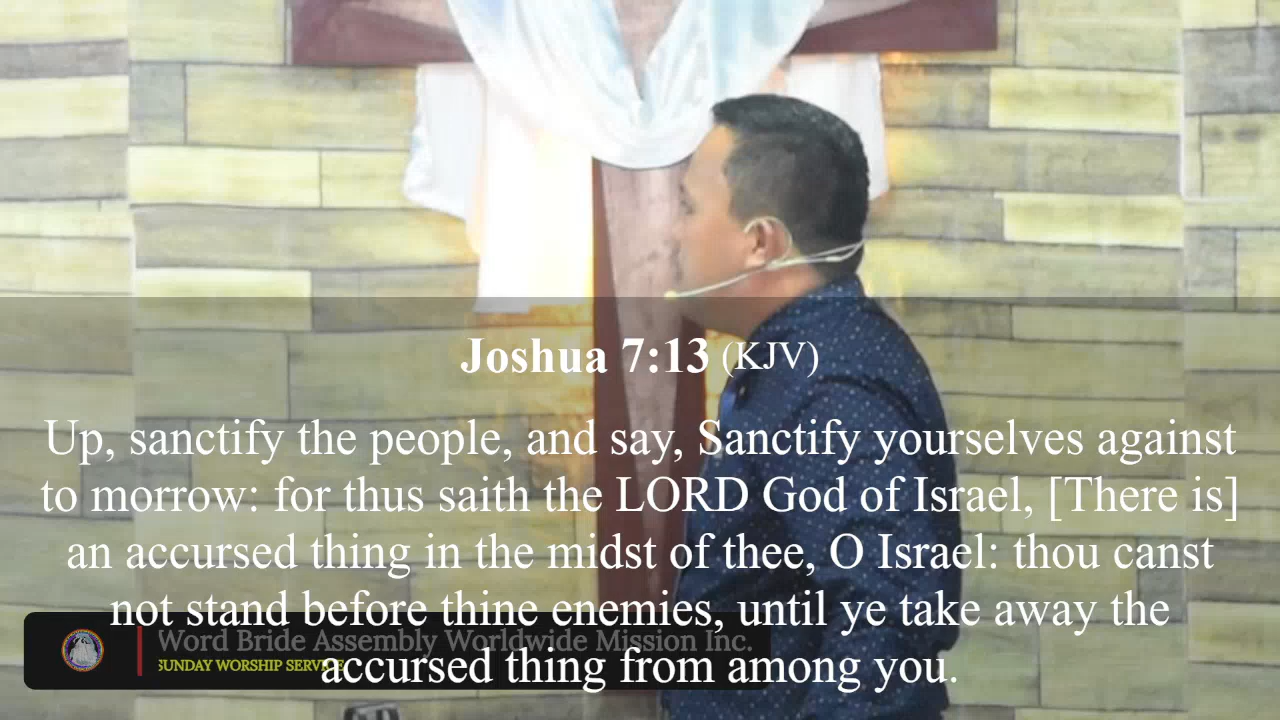 Joshua 7:13 (KJV)
Up, sanctify the people, and say, Sanctify yourselves against
to morrow: for thus saith the LORD God of Israel, [There is]
an accursed thing in the midst of thee, O Israel: thou canst
not stand before thine enemies, until ye take away the
accursed thing from among you.
Word Bride Assembly Worldwide Mission Inc.
SUNDAY WORSHIP SERVICE